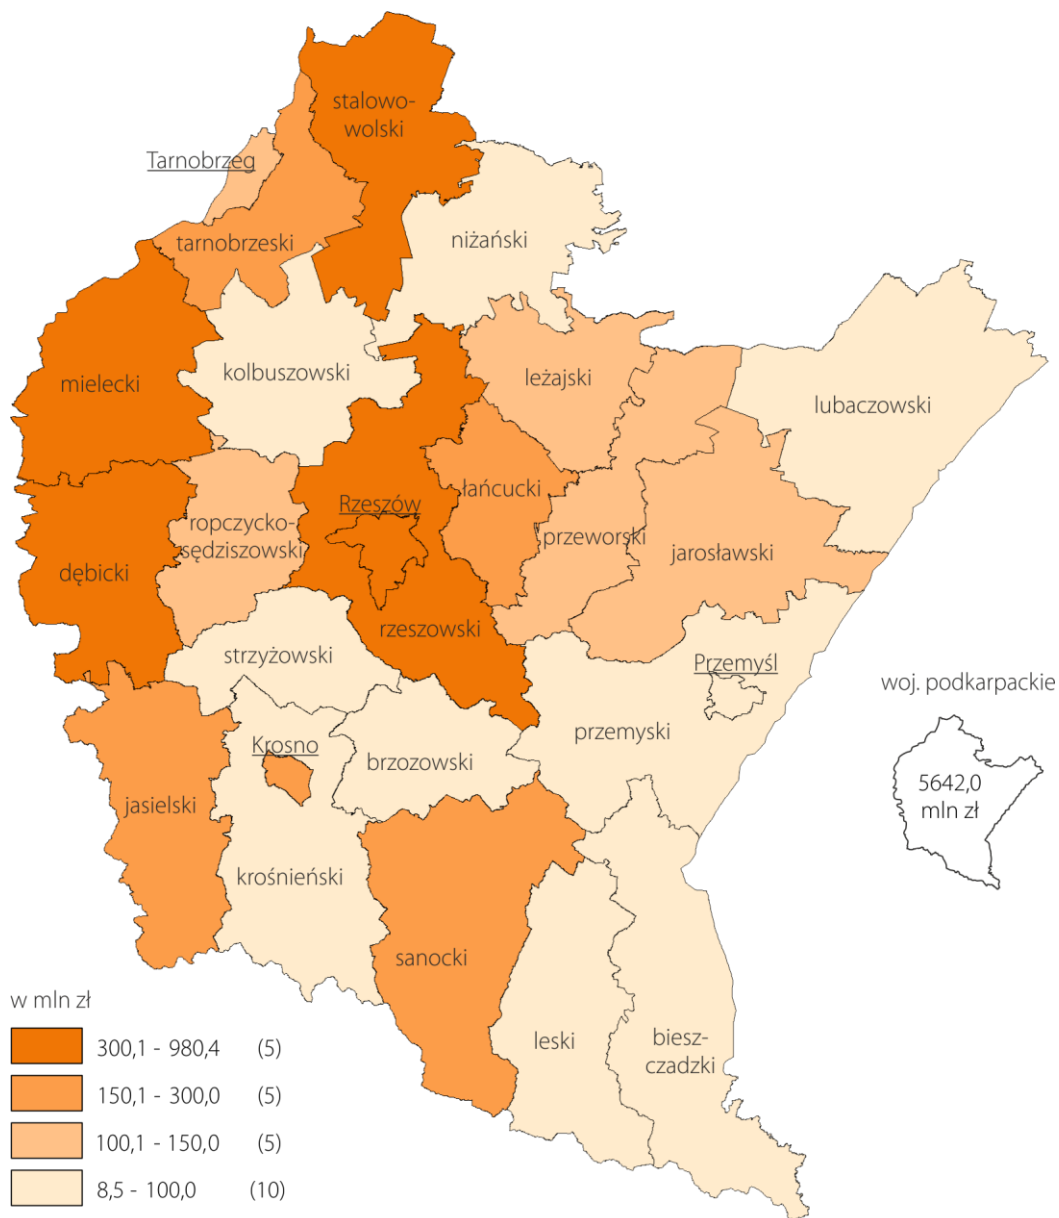 stalowo-
wolski
Tarnobrzeg
tarnobrzeski
niżański
mielecki
kolbuszowski
leżajski
lubaczowski
Rzeszów
łańcucki
ropczycko-
sędziszowski
przeworski
jarosławski
dębicki
rzeszowski
strzyżowski
Przemyśl
woj. podkarpackie
przemyski
Krosno
brzozowski
5642,0
mln zł
jasielski
krośnieński
sanocki
leski
biesz-
czadzki
w mln zł
300,1 - 980,4 (5)
150,1 - 300,0 (5)
100,1 - 150,0 (5)
8,5 - 100,0 (10)